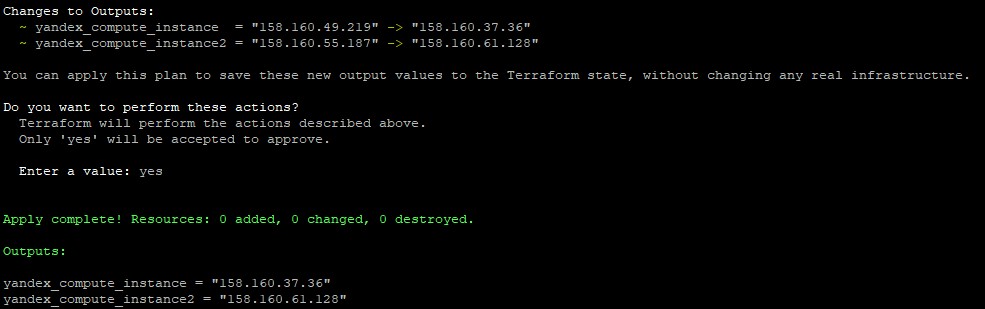 Changes to Outputs:
~ yandex_compute_instance  = "158.160.49.219" -> "158.160.37.36"
~ yandex_compute_instance2 = "158.160.55.187" -> "158.160.61.128"
You can apply this plan to save these new output values to the Terraform state, without changing any real infrastructure.
Do you want to perform these actions?
Terraform will perform the actions described above.
Only 'yes' will be accepted to approve.
Enter a value: yes
Apply complete! Resources: 0 added, 0 changed, 0 destroyed.
Outputs:
yandex_compute_instance = "158.160.37.36"
yandex_compute_instance2 = "158.160.61.128"